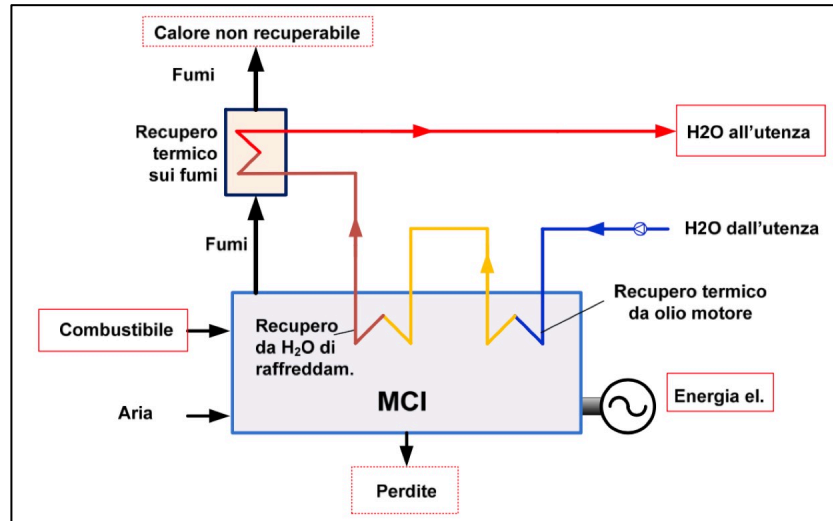 Calore non recuperabile
Fumi
Recupero
termico
sui fumi
H2O all'utenza
Fumi
H2O dall'utenza
Combustibile
Recupero
da H₂O di
raffreddam.
Recupero termico
da olio motore
MCI
Energia el.
Aria
Perdite